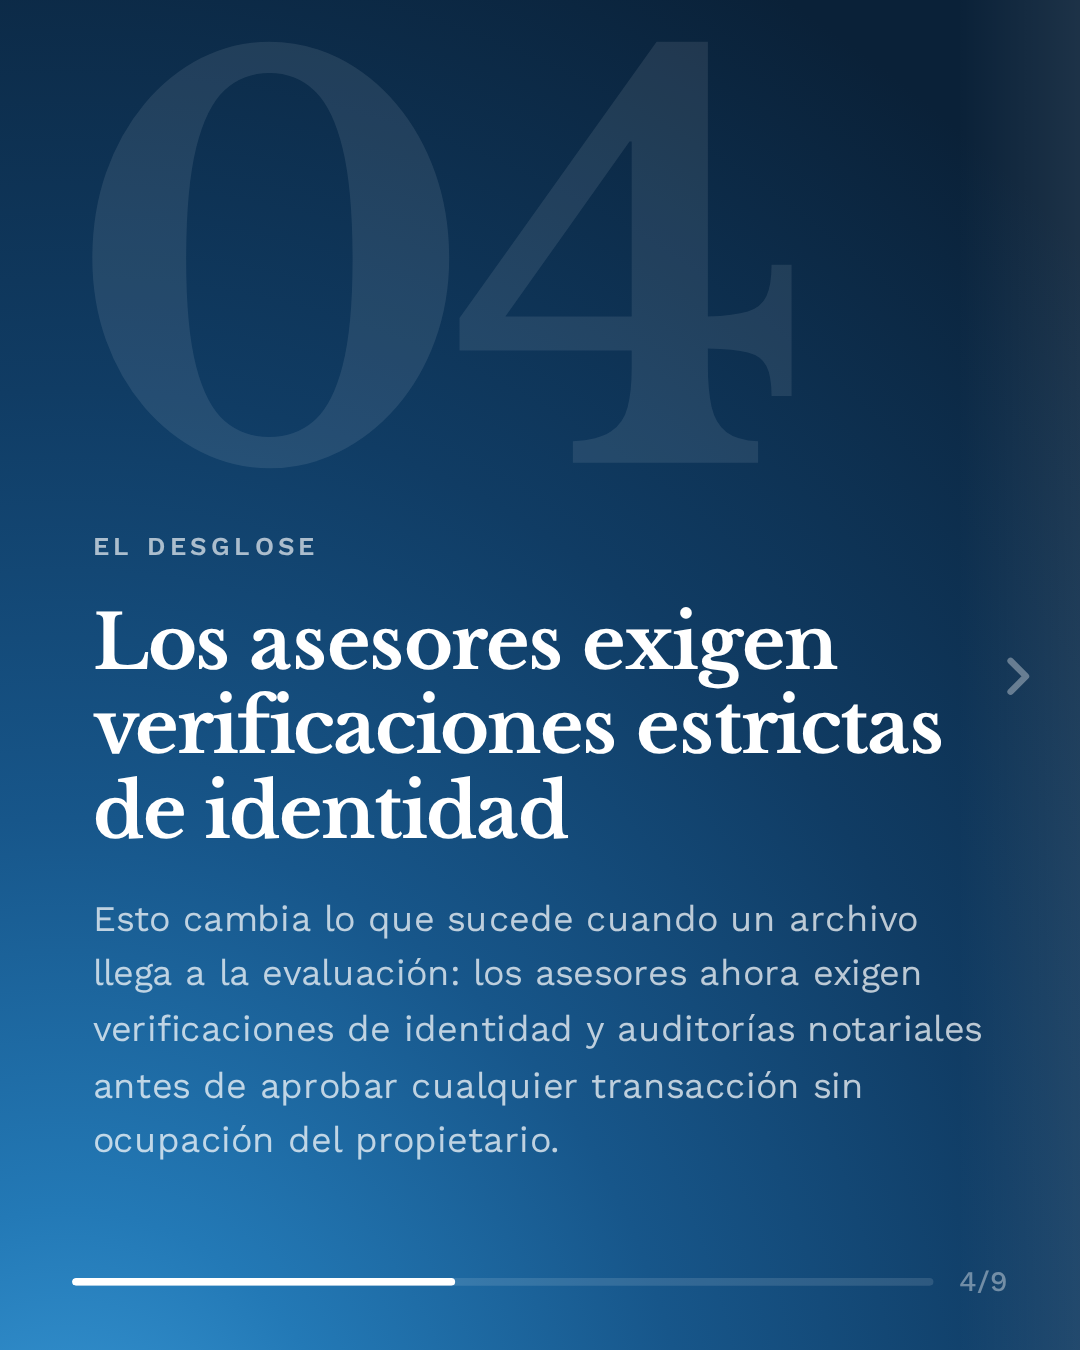 04
EL DESGLOSE
Los asesores exigen
verificaciones estrictas
de identidad
Esto cambia lo que sucede cuando un archivo
llega a la evaluación: los asesores ahora exigen
verificaciones de identidad y auditorías notariales
antes de aprobar cualquier transacción sin
ocupación del propietario.
4/9